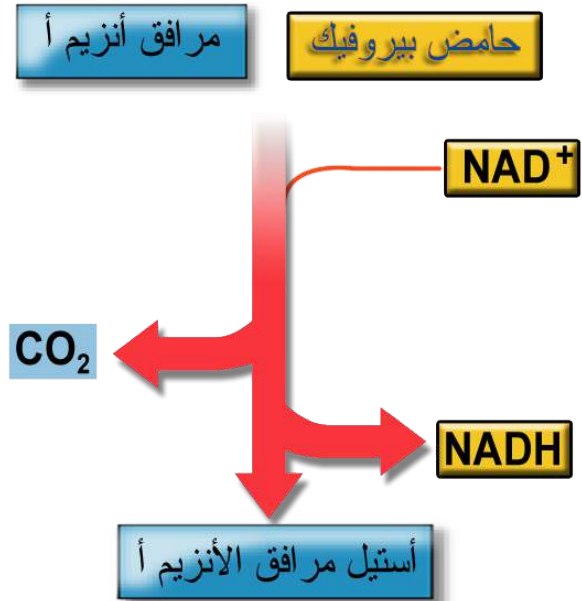 حامض بيروفيك
مرافق أنزيم أ
NAD⁺
CO₂
NADH
أستيل مرافق الأنزيم أ